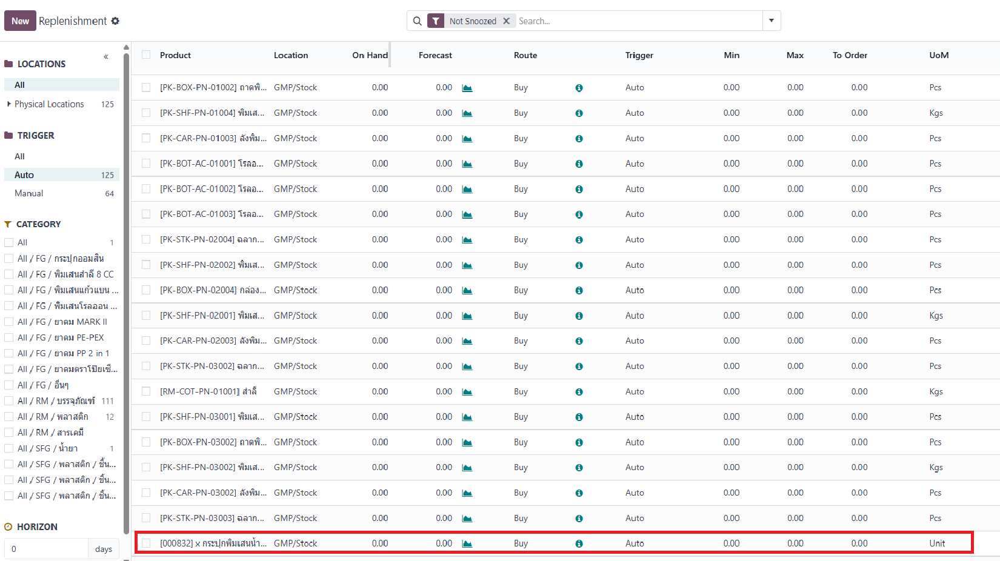 New Replenishment
Not Snoozed Search...
LOCATIONS
All
Physical Locations 125
TRIGGER
All
Auto 125
Manual 64
CATEGORY
All 1
All / FG / กระปุกออมสิน
All / FG / พิมเสนสำลี 8 CC
All / FG / พิมเสนแก้วแบน ...
All / FG / พิมเสนโรลออน ...
All / FG / ยาดม MARK II
All / FG / ยาดม PE-PEX
All / FG / ยาดม PP 2 in 1
All / FG / ยาดมตราโป๊ยเซี...
All / FG / อื่นๆ
All / RM / บรรจุภัณฑ์ 111
All / RM / พลาสติก 12
All / RM / สารเคมี
All / SFG / น้ำยา 1
All / SFG / พลาสติก / ชิ้น...
All / SFG / พลาสติก / ชิ้น...
All / SFG / พลาสติก / ชิ้น...
HORIZON
0 days
Product Location On Hand Forecast Route Trigger Min Max To Order UoM
[PK-BOX-PN-01002] ถาดพิ... GMP/Stock 0.00 0.00 Buy Auto 0.00 0.00 0.00 Pcs
[PK-SHF-PN-01004] พิมเส... GMP/Stock 0.00 0.00 Buy Auto 0.00 0.00 0.00 Kgs
[PK-CAR-PN-01003] ลังพิม... GMP/Stock 0.00 0.00 Buy Auto 0.00 0.00 0.00 Pcs
[PK-BOT-AC-01001] โรลอ... GMP/Stock 0.00 0.00 Buy Auto 0.00 0.00 0.00 Pcs
[PK-BOT-AC-01002] โรลอ... GMP/Stock 0.00 0.00 Buy Auto 0.00 0.00 0.00 Pcs
[PK-BOT-AC-01003] โรลอ... GMP/Stock 0.00 0.00 Buy Auto 0.00 0.00 0.00 Pcs
[PK-STK-PN-02004] ฉลาก... GMP/Stock 0.00 0.00 Buy Auto 0.00 0.00 0.00 Pcs
[PK-SHF-PN-02002] พิมเส... GMP/Stock 0.00 0.00 Buy Auto 0.00 0.00 0.00 Pcs
[PK-BOX-PN-02004] กล่อง... GMP/Stock 0.00 0.00 Buy Auto 0.00 0.00 0.00 Pcs
[PK-SHF-PN-02001] พิมเส... GMP/Stock 0.00 0.00 Buy Auto 0.00 0.00 0.00 Kgs
[PK-CAR-PN-02003] ลังพิม... GMP/Stock 0.00 0.00 Buy Auto 0.00 0.00 0.00 Pcs
[PK-STK-PN-03002] ฉลาก... GMP/Stock 0.00 0.00 Buy Auto 0.00 0.00 0.00 Pcs
[RM-COT-PN-01001] สำลี GMP/Stock 0.00 0.00 Buy Auto 0.00 0.00 0.00 Kgs
[PK-SHF-PN-03001] พิมเส... GMP/Stock 0.00 0.00 Buy Auto 0.00 0.00 0.00 Pcs
[PK-BOX-PN-03002] ถาดพิ... GMP/Stock 0.00 0.00 Buy Auto 0.00 0.00 0.00 Pcs
[PK-SHF-PN-03002] พิมเส... GMP/Stock 0.00 0.00 Buy Auto 0.00 0.00 0.00 Kgs
[PK-CAR-PN-03002] ลังพิม... GMP/Stock 0.00 0.00 Buy Auto 0.00 0.00 0.00 Pcs
[PK-STK-PN-03003] ฉลาก... GMP/Stock 0.00 0.00 Buy Auto 0.00 0.00 0.00 Pcs
[000832] x กระปุกพิมเสนน้ำ... GMP/Stock 0.00 0.00 Buy Auto 0.00 0.00 0.00 Unit